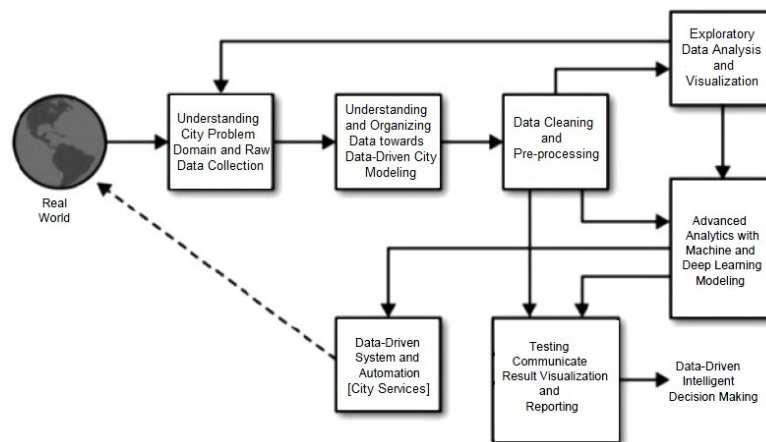 Exploratory
Data Analysis
and
Visualization
Understanding
City Problem
Domain and Raw
Data Collection
Understanding
and Organizing
Data towards
Data-Driven City
Modeling
Data Cleaning
and
Pre-processing
Real
World
Advanced
Analytics with
Machine and
Deep Learning
Modeling
Data-Driven
System and
Automation
[City Services]
Testing
Communicate
Result Visualization
and
Reporting
Data-Driven
Intelligent
Decision Making